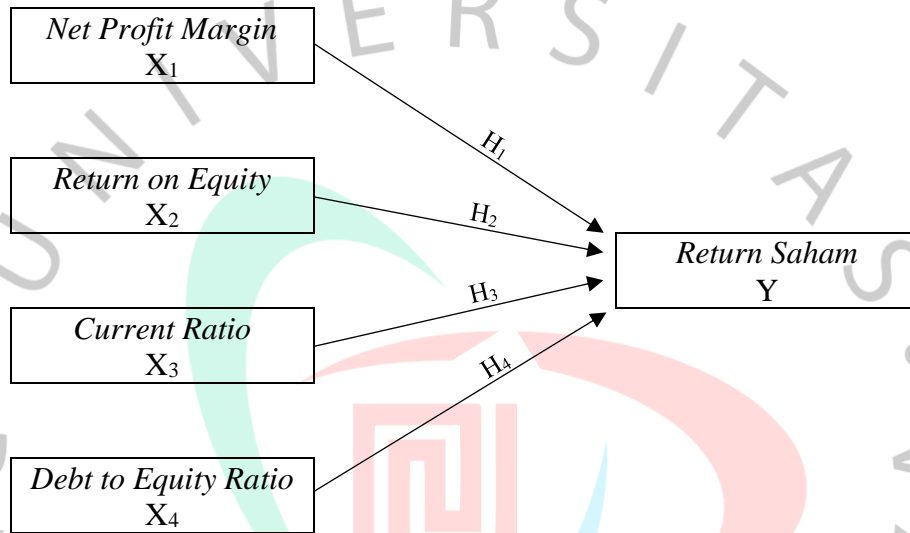 Net Profit Margin
X₁
Return on Equity
X₂
Current Ratio
X₃
Debt to Equity Ratio
X₄
H₁
H₂
H₃
H₄
Return Saham
Y
UNIVERSITAS